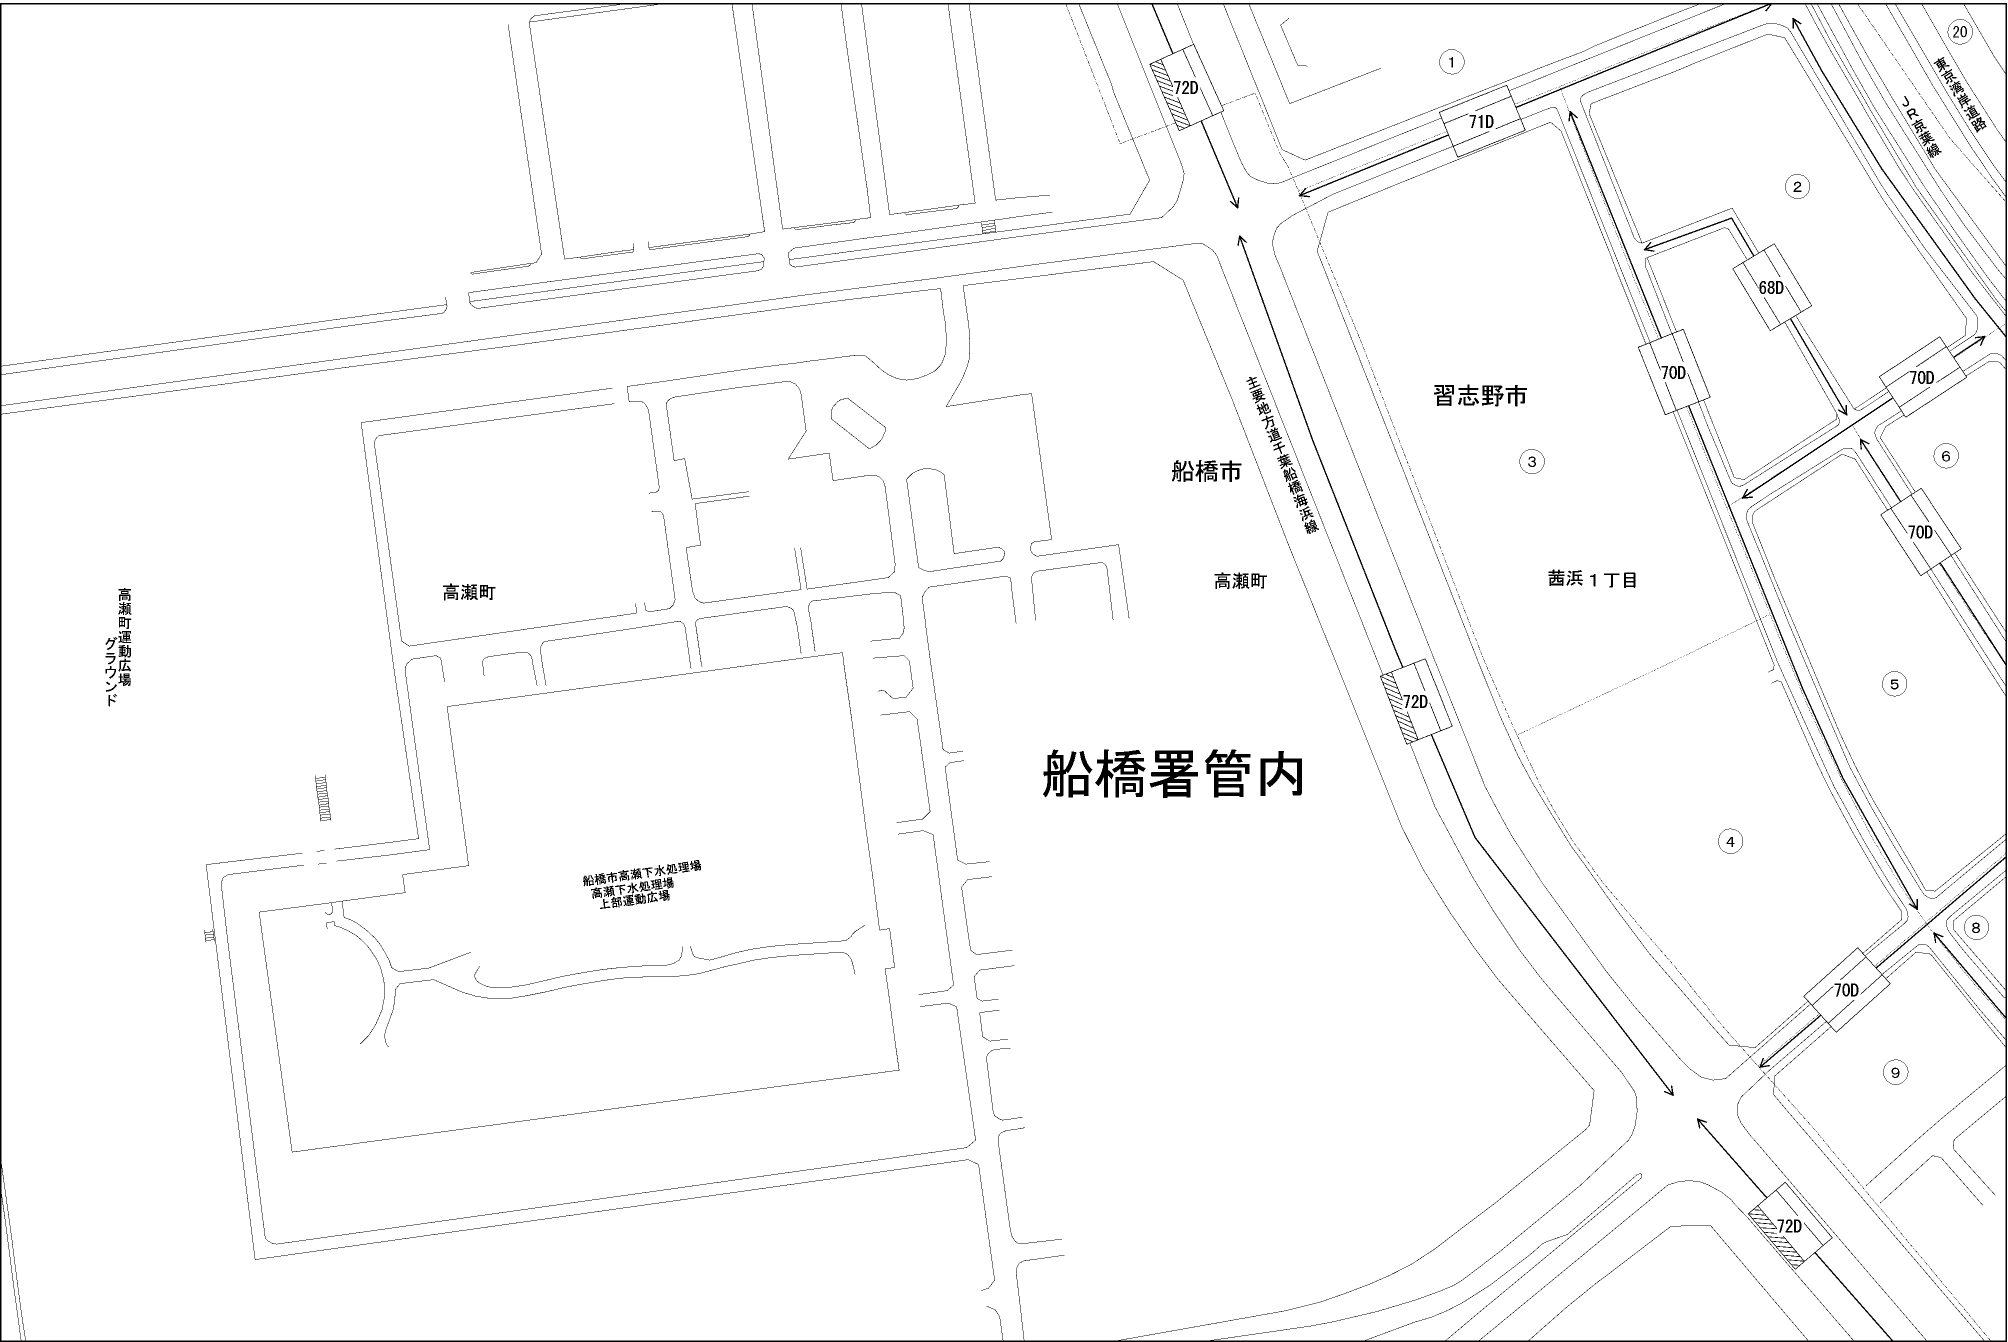 ⑳
東京湾岸道路
JR京葉線
①
72D
71D
②
68D
70D
70D
習志野市
③
⑥
船橋市
主要地方道千葉船橋海浜線
70D
高瀬町
高瀬町
茜浜1丁目
高瀬町運動広場
グラウンド
⑤
72D
船橋署管内
④
船橋市高瀬下水処理場
高瀬下水処理場
上部運動広場
⑧
70D
⑨
72D